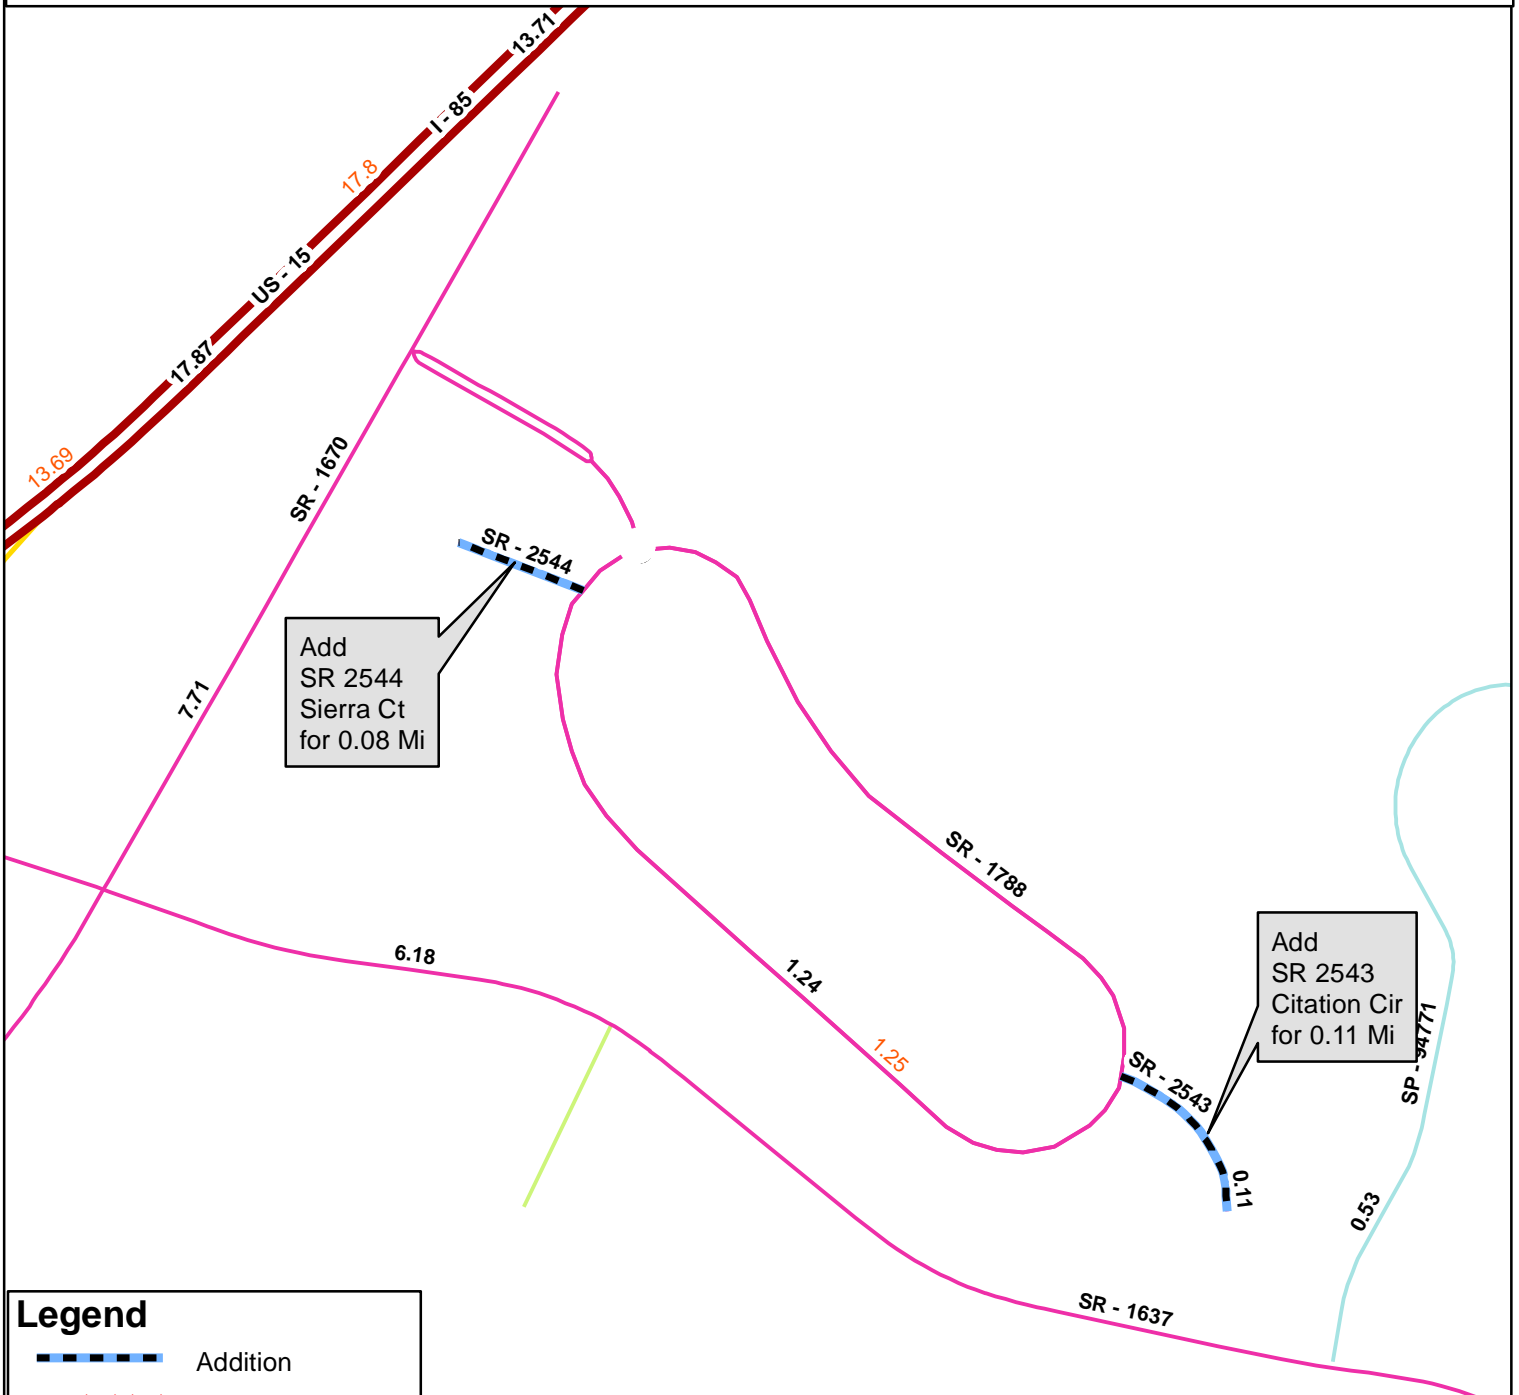 13.71
I - 85
17.8
US - 15
17.87
13.69
SR - 1670
SR - 2544
Add
SR 2544
Sierra Ct
for 0.08 Mi
7.71
SR - 1788
6.18
1.24
1.25
Add
SR 2543
Citation Cir
for 0.11 Mi
SR - 2543
0.11
SP - 94771
0.53
SR - 1637
Legend
Addition